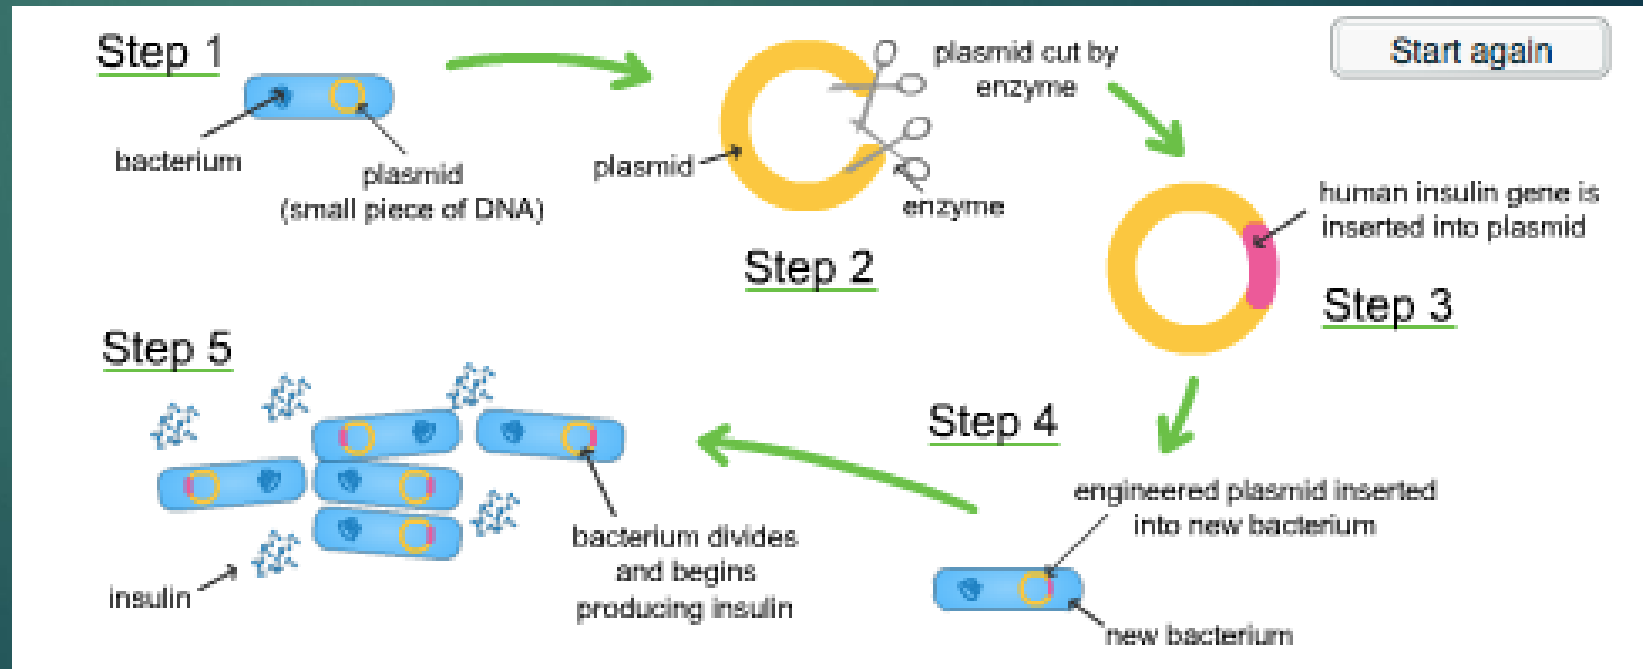 Step 1
bacterium
plasmid
(small piece of DNA)
plasmid
plasmid cut by
enzyme
enzyme
Step 2
Start again
human insulin gene is
inserted into plasmid
Step 3
Step 4
engineered plasmid inserted
into new bacterium
new bacterium
Step 5
insulin
bacterium divides
and begins
producing insulin